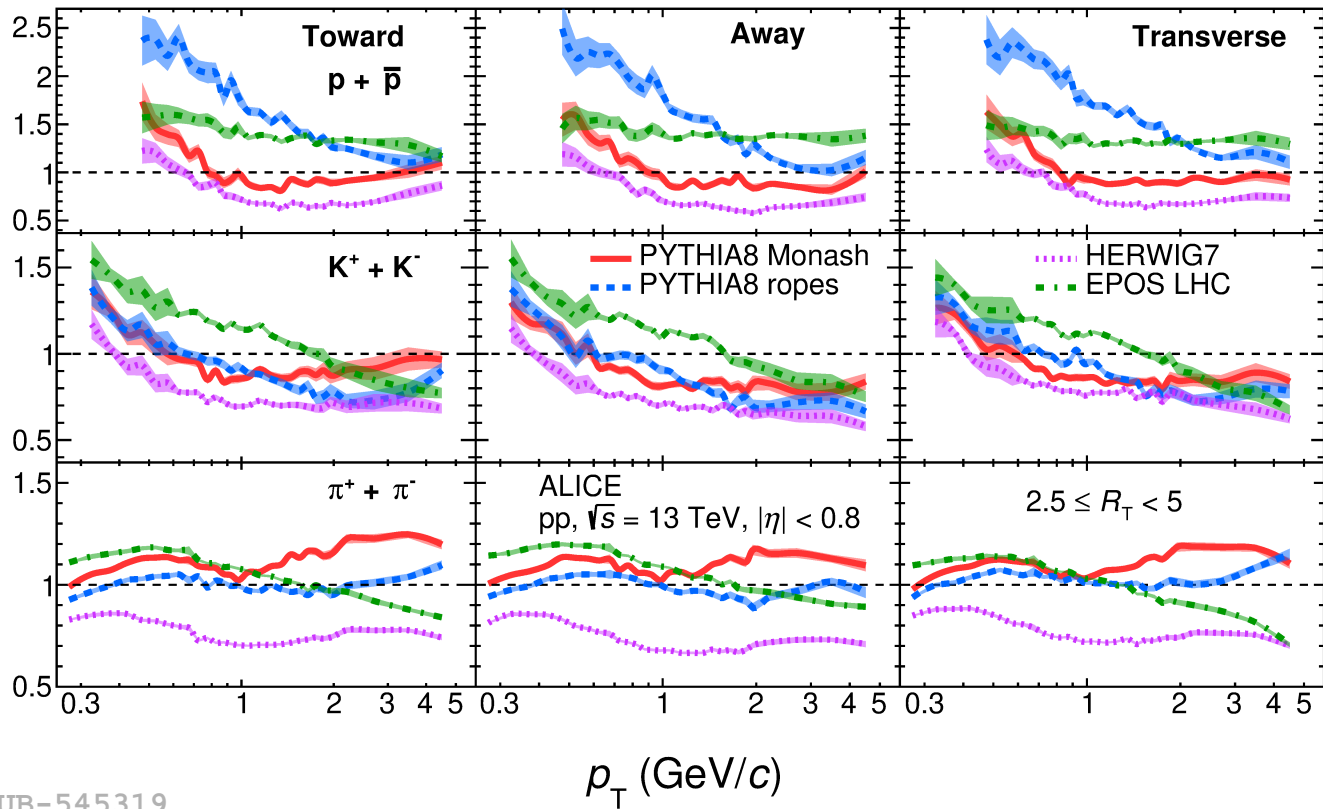 Toward
Away
Transverse
p + p̅
2.5
2
1.5
1
0.5
K⁺ + K⁻
PYTHIA8 Monash
PYTHIA8 ropes
HERWIG7
EPOS LHC
1.5
1
0.5
π⁺ + π⁻
ALICE
pp, √s = 13 TeV, |η| < 0.8
2.5 ≤ R_T < 5
1.5
1
0.5
0.3 1 2 3 4 5
0.3 1 2 3 4 5
0.3 1 2 3 4 5
p_T (GeV/c)
UB-545319